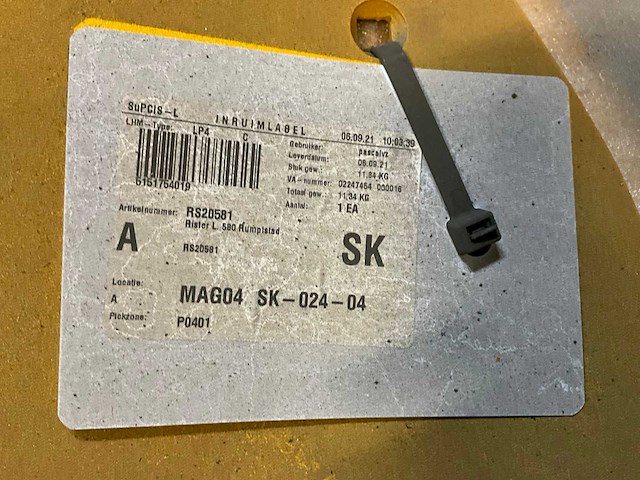 SuPCIS-L INRUIMLABEL 06.09.21 10:03:39
LHM-Type: LP4 C
6151754019
Gebruiker: pascalvz
Leverdatum: 06.09.21
Stuk gew.: 11,34 KG
VA-nummer: 02247454 000016
Totaal gew.: 11,34 KG
Aantal: 1 EA
Artikelnummer: RS20581
Rister L. 580 Rumptstad
A RS20581 SK
Locatie:
A MAG04 SK-024-04
Pickzone: P0401